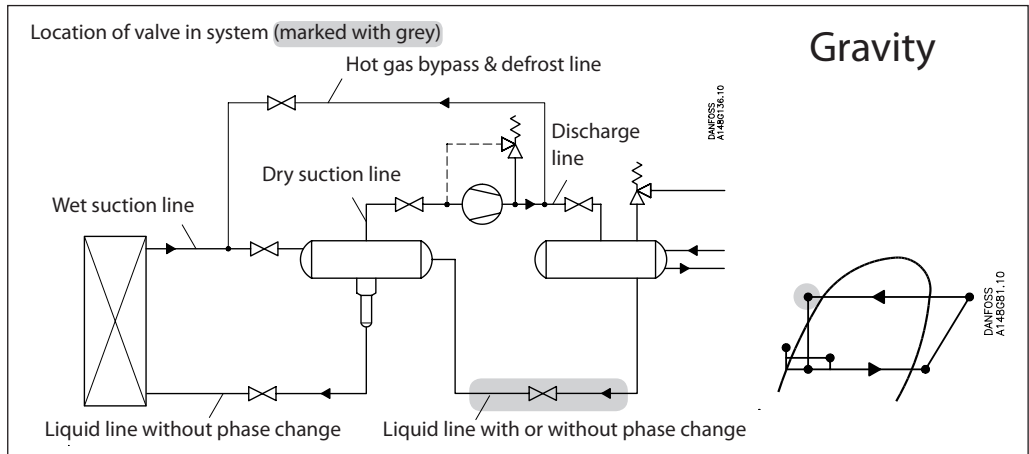 Location of valve in system (marked with grey)
Gravity
Hot gas bypass & defrost line
DANFOSS
A148G136.10
Discharge
line
Dry suction line
Wet suction line
DANFOSS
A148G81.10
Liquid line without phase change
Liquid line with or without phase change